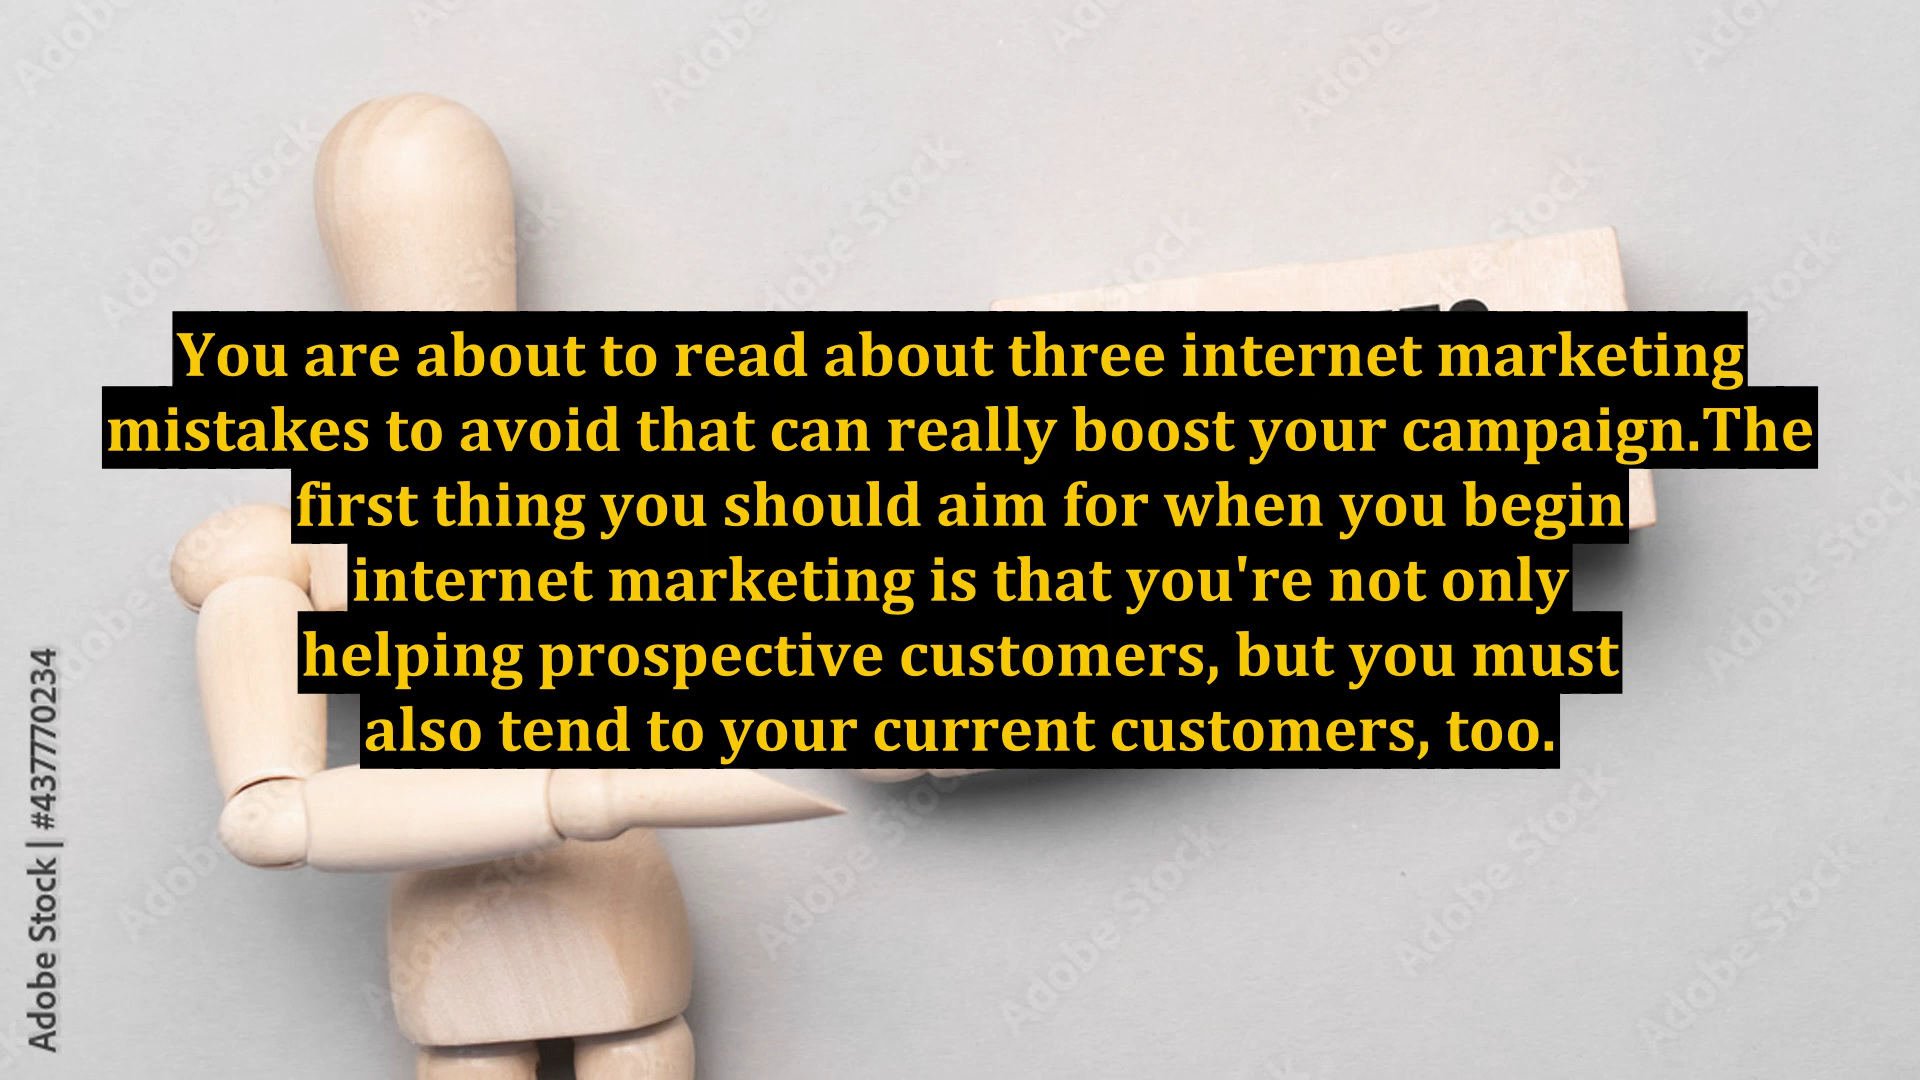 You are about to read about three internet marketing
mistakes to avoid that can really boost your campaign.The
first thing you should aim for when you begin
internet marketing is that you're not only
helping prospective customers, but you must
also tend to your current customers, too.
Adobe Stock | #437770234
Adobe Stock